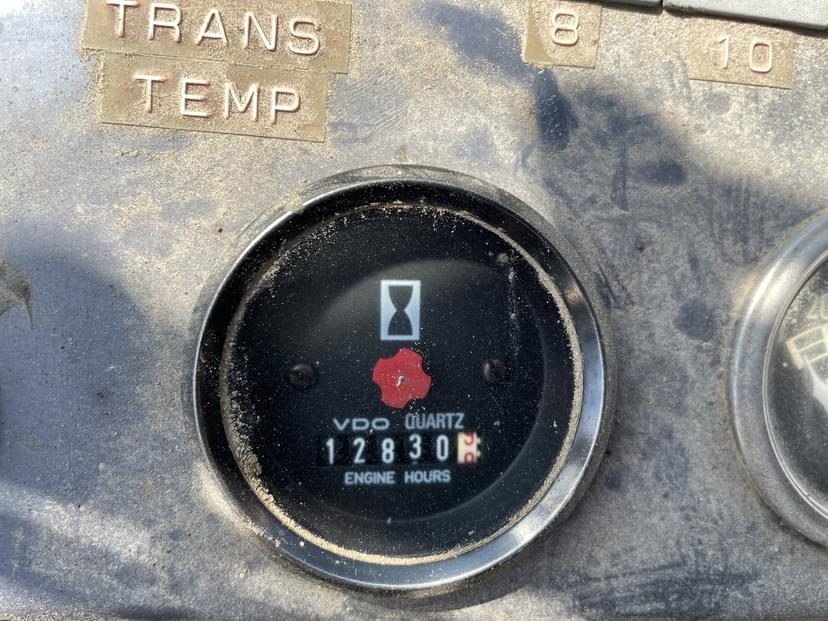 TRANS
TEMP
8
10
VDO QUARTZ
12830
ENGINE HOURS